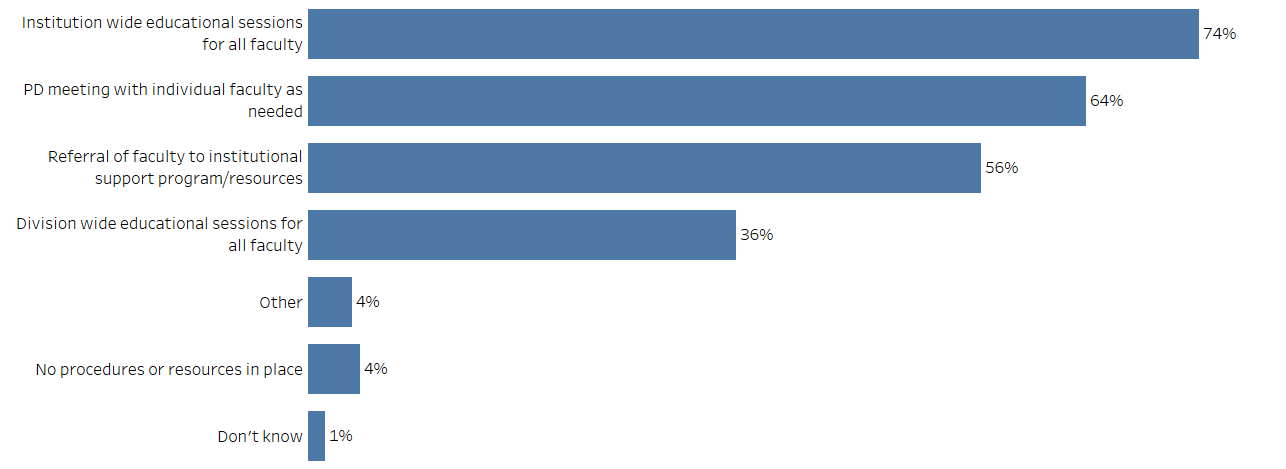 Institution wide educational sessions
for all faculty
74%
PD meeting with individual faculty as
needed
64%
Referral of faculty to institutional
support program/resources
56%
Division wide educational sessions for
all faculty
36%
Other
4%
No procedures or resources in place
4%
Don’t know
1%